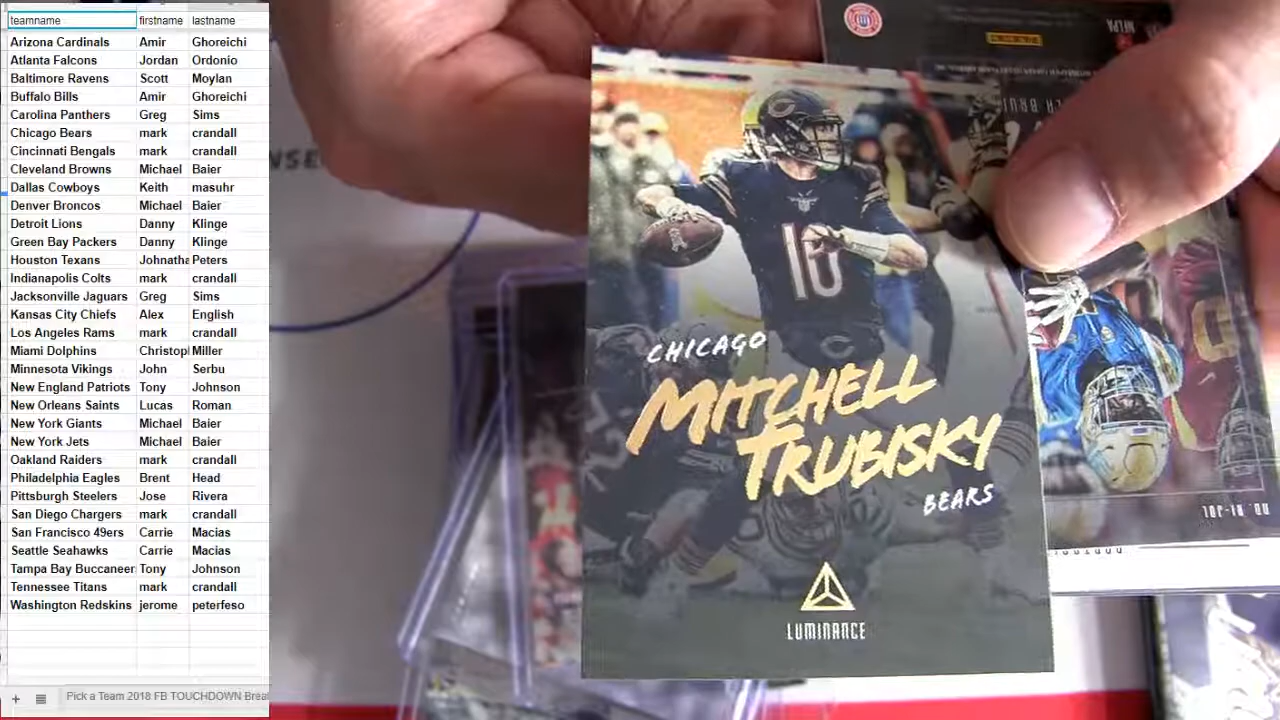 teamname firstname lastname
Arizona Cardinals Amir Ghoreichi
Atlanta Falcons Jordan Ordonio
Baltimore Ravens Scott Moylan
Buffalo Bills Amir Ghoreichi
Carolina Panthers Greg Sims
Chicago Bears mark crandall
Cincinnati Bengals mark crandall
Cleveland Browns Michael Baier
Dallas Cowboys Keith masuhr
Denver Broncos Michael Baier
Detroit Lions Danny Klinge
Green Bay Packers Danny Klinge
Houston Texans Johnatha Peters
Indianapolis Colts mark crandall
Jacksonville Jaguars Greg Sims
Kansas City Chiefs Alex English
Los Angeles Rams mark crandall
Miami Dolphins Christopl Miller
Minnesota Vikings John Serbu
New England Patriots Tony Johnson
New Orleans Saints Lucas Roman
New York Giants Michael Baier
New York Jets Michael Baier
Oakland Raiders mark crandall
Philadelphia Eagles Brent Head
Pittsburgh Steelers Jose Rivera
San Diego Chargers mark crandall
San Francisco 49ers Carrie Macias
Seattle Seahawks Carrie Macias
Tampa Bay Buccaneer Tony Johnson
Tennessee Titans mark crandall
Washington Redskins jerome peterfeso
Pick a Team 2018 FB TOUCHDOWN Brea
10
CHICAGO
MITCHELL
TRUBISKY
BEARS
LUMINANCE
NFLPA
PANINI